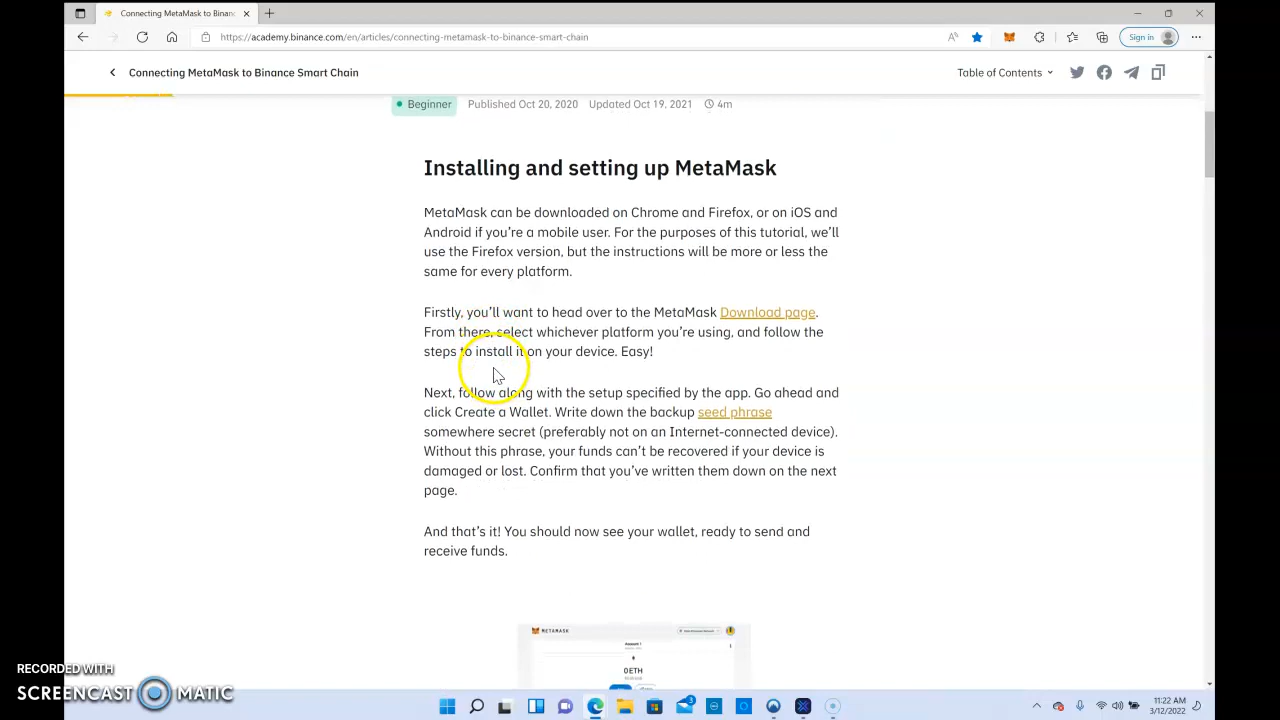 Connecting MetaMask to Binanc
https://academy.binance.com/en/articles/connecting-metamask-to-binance-smart-chain
Sign in
Connecting MetaMask to Binance Smart Chain
Table of Contents
Beginner
Published Oct 20, 2020
Updated Oct 19, 2021
4m
Installing and setting up MetaMask
MetaMask can be downloaded on Chrome and Firefox, or on iOS and
Android if you're a mobile user. For the purposes of this tutorial, we'll
use the Firefox version, but the instructions will be more or less the
same for every platform.
Firstly, you'll want to head over to the MetaMask Download page.
From there, select whichever platform you're using, and follow the
steps to install it on your device. Easy!
Next, follow along with the setup specified by the app. Go ahead and
click Create a Wallet. Write down the backup seed phrase
somewhere secret (preferably not on an Internet-connected device).
Without this phrase, your funds can't be recovered if your device is
damaged or lost. Confirm that you've written them down on the next
page.
And that's it! You should now see your wallet, ready to send and
receive funds.
METAMASK
Account 1
0 ETH
RECORDED WITH
SCREENCAST MATIC
11:22 AM
3/12/2022